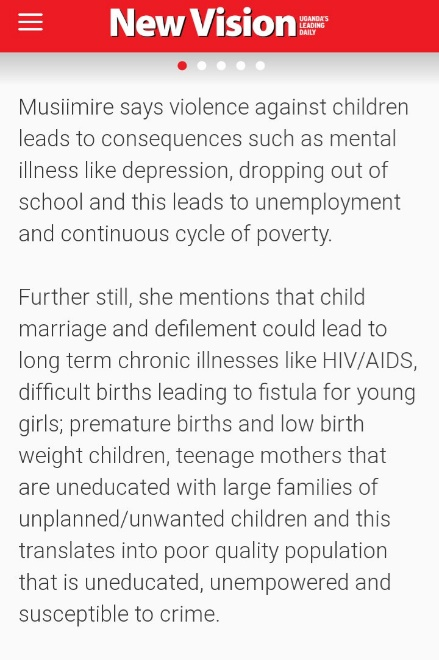 New Vision
UGANDA'S
LEADING
DAILY
Musiimire says violence against children
leads to consequences such as mental
illness like depression, dropping out of
school and this leads to unemployment
and continuous cycle of poverty.
Further still, she mentions that child
marriage and defilement could lead to
long term chronic illnesses like HIV/AIDS,
difficult births leading to fistula for young
girls; premature births and low birth
weight children, teenage mothers that
are uneducated with large families of
unplanned/unwanted children and this
translates into poor quality population
that is uneducated, unempowered and
susceptible to crime.